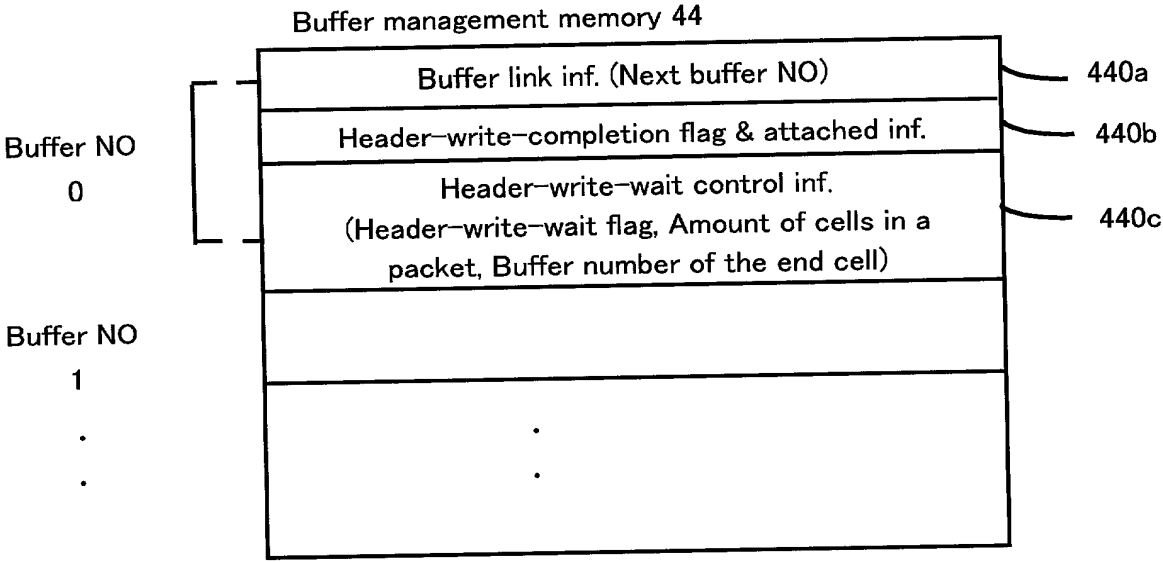 Buffer management memory 44
Buffer link inf. (Next buffer NO)
440a
Header-write-completion flag & attached inf.
440b
Buffer NO
0
Header-write-wait control inf.
(Header-write-wait flag, Amount of cells in a
packet, Buffer number of the end cell)
440c
Buffer NO
1
.
.
.
.